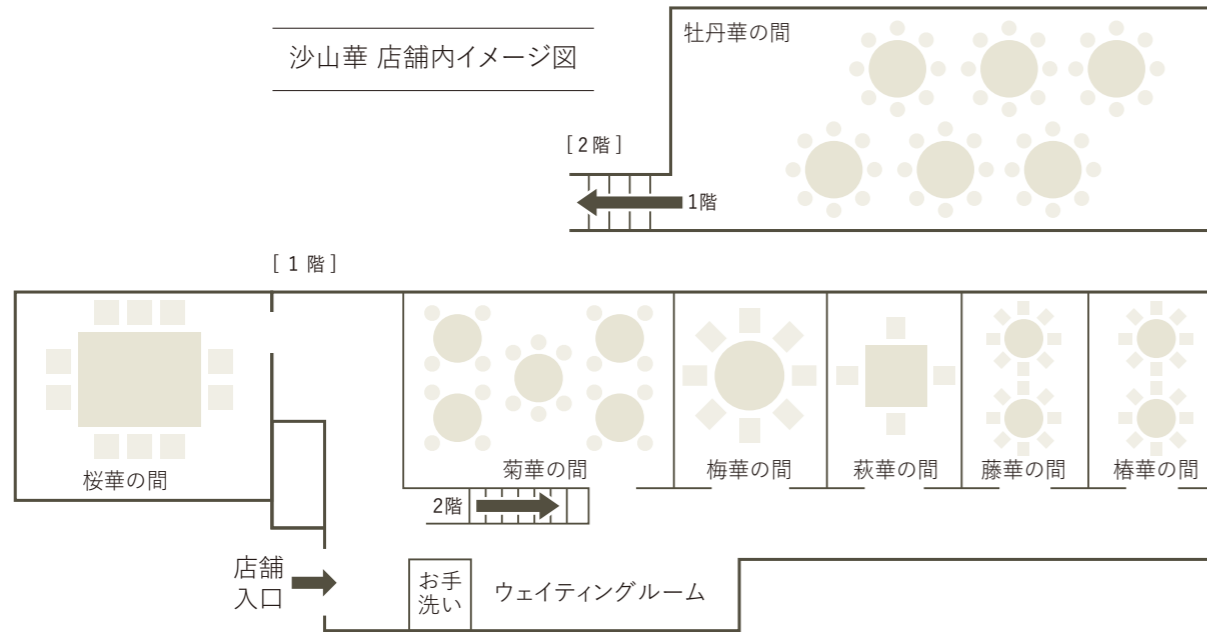 沙山華 店舗内イメージ図
牡丹華の間
[ 2 階 ]
1階
[ 1 階 ]
桜華の間
菊華の間
梅華の間
萩華の間
藤華の間
椿華の間
2階
店舗
入口
お手
洗い
ウェイティングルーム